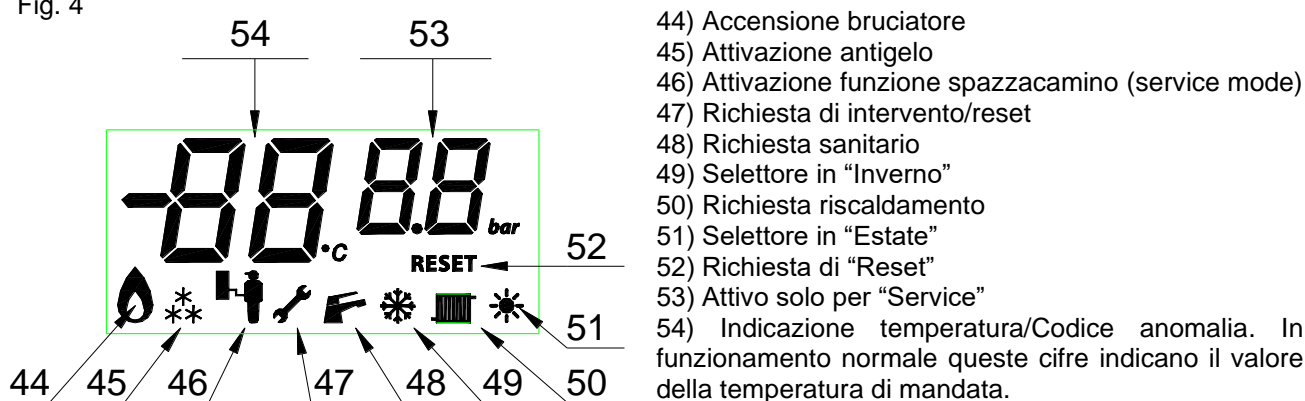 Fig. 4
54 53
-88 8.8
°C bar
RESET 52
51
44 45 46 47 48 49 50
44) Accensione bruciatore
45) Attivazione antigelo
46) Attivazione funzione spazzacamino (service mode)
47) Richiesta di intervento/reset
48) Richiesta sanitario
49) Selettore in “Inverno”
50) Richiesta riscaldamento
51) Selettore in “Estate”
52) Richiesta di “Reset”
53) Attivo solo per “Service”
54) Indicazione temperatura/Codice anomalia. In
funzionamento normale queste cifre indicano il valore
della temperatura di mandata.